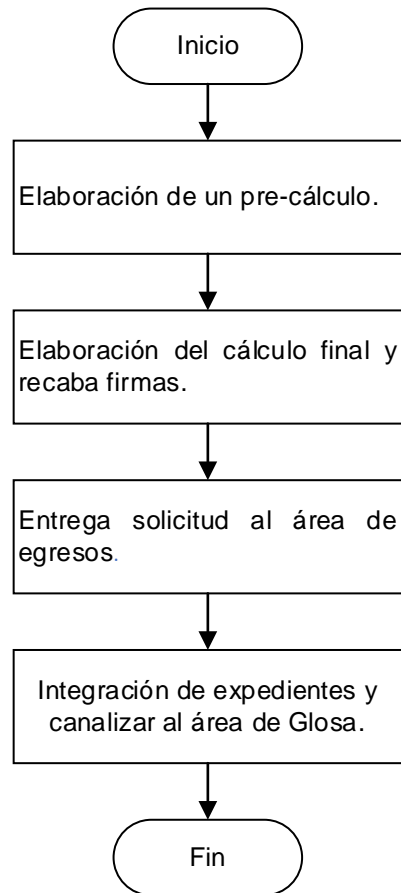 Inicio
Elaboración de un pre-cálculo.
Elaboración del cálculo final y
recaba firmas.
Entrega solicitud al área de
egresos.
Integración de expedientes y
canalizar al área de Glosa.
Fin